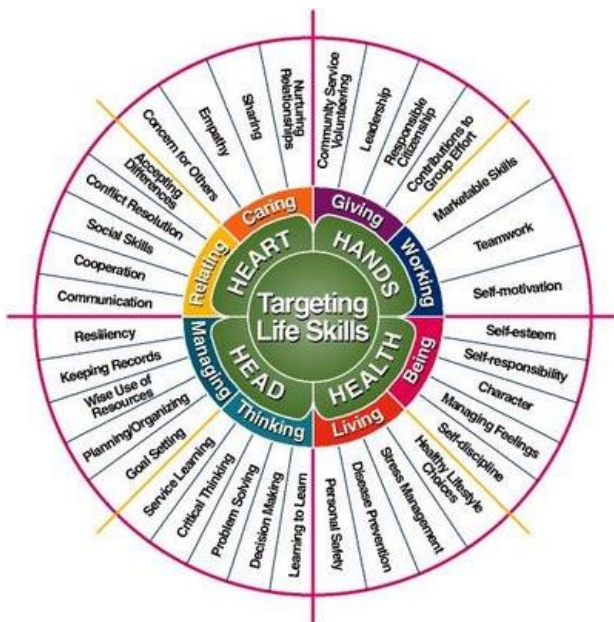 Targeting
Life Skills
HEART
HANDS
HEALTH
HEAD
Caring
Giving
Working
Being
Living
Thinking
Managing
Relating
Nurturing
Relationships
Sharing
Empathy
Concern for Others
Accepting
Differences
Conflict Resolution
Social Skills
Cooperation
Communication
Community Service
Volunteering
Leadership
Responsible
Citizenship
Contributions to
Group Effort
Marketable Skills
Teamwork
Self-motivation
Self-esteem
Self-responsibility
Character
Managing Feelings
Self-discipline
Healthy Lifestyle
Choices
Stress Management
Disease Prevention
Personal Safety
Learning to Learn
Decision Making
Problem Solving
Critical Thinking
Service Learning
Goal Setting
Planning/Organizing
Wise Use of
Resources
Keeping Records
Resiliency